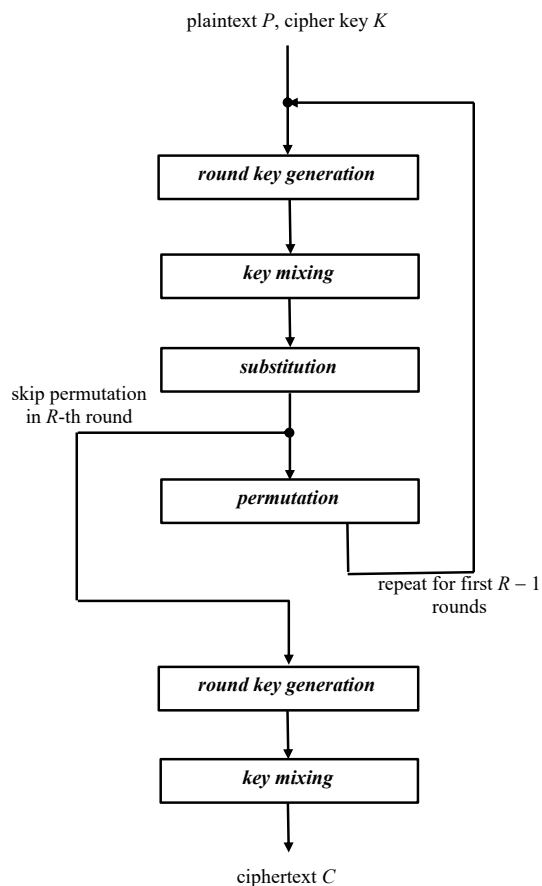 plaintext P, cipher key K
round key generation
key mixing
substitution
skip permutation
in R-th round
permutation
repeat for first R – 1
rounds
round key generation
key mixing
ciphertext C